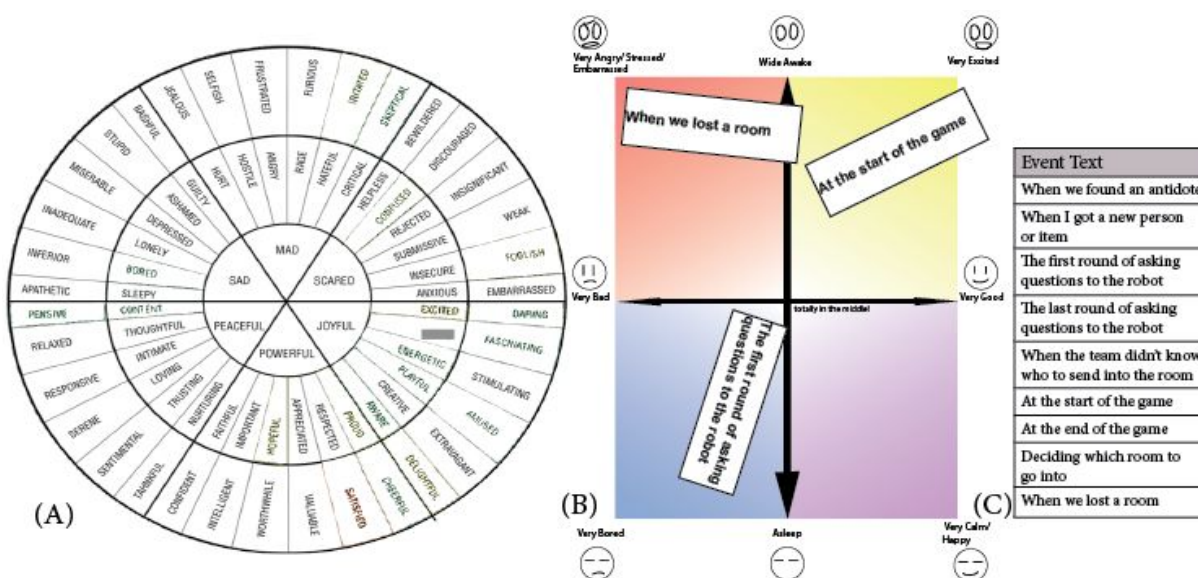 JEALOUS
SELFISH
FRUSTRATED
FURIOUS
SKEPTICAL
BEWILDERED
DISCOURAGED
INSIGNIFICANT
WEAK
FOOLISH
EMBARRASSED
DARING
FASCIATING
STIMULATING
AMUSED
EXTRAVAGANT
DELIGHTFUL
CHEERFUL
SATISFIED
VALUABLE
WORTHWHILE
INTELLIGENT
CONFIDENT
TAHNKFUL
SENTIMENTAL
DERENE
RESPONSIVE
RELAXED
PENSIVE
APATHETIC
INFERIOR
INADEQUATE
MISERABLE
STUPID
BASHFUL
HURT
HOSTILE
ANGRY
RAGE
HATEFUL
CRITICAL
HELPLESS
CONFUSED
REJECTED
SUBMISSIVE
INSECURE
ANXIOUS
EXCITED
ENERGETIC
PLAYFUL
CREATIVE
AWARE
PROUD
RESPECTED
APPRECIATED
HOPEFUL
IMPORTANT
FAITHFUL
NURTURING
TRUSTING
LOVING
INTIMATE
THOUGHTFUL
CONTENT
SLEEPY
BORED
LONELY
DEPRESSED
ASHAMED
GUILTY
MAD
SCARED
JOYFUL
POWERFUL
PEACEFUL
SAD
(A)
Very Angry/Stressed/
Embarnassed
Wide Awake
Very Excited
When we lost a room
At the start of the game
Very Bad
Very Good
totally in the middle!
The first round of asking
questions to the robot
(B)
Very Bored
Asleep
Very Calm/
Happy
(C)
Event Text
When we found an antidote
When I got a new person
or item
The first round of asking
questions to the robot
The last round of asking
questions to the robot
When the team didn't know
who to send into the room
At the start of the game
At the end of the game
Deciding which room to
go into
When we lost a room